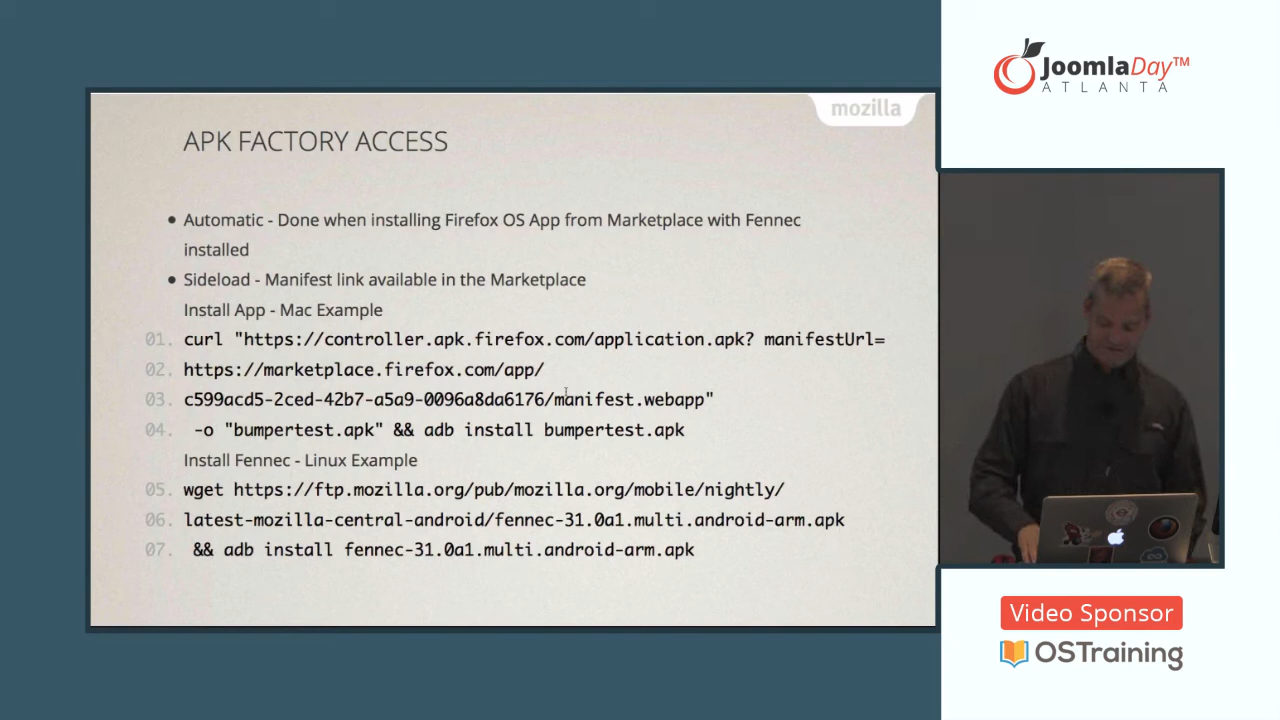 mozilla
APK FACTORY ACCESS
• Automatic - Done when installing Firefox OS App from Marketplace with Fennec
installed
• Sideload - Manifest link available in the Marketplace
Install App - Mac Example
01. curl "https://controller.apk.firefox.com/application.apk? manifestUrl=
02. https://marketplace.firefox.com/app/
03. c599acd5-2ced-42b7-a5a9-0096a8da6176/manifest.webapp"
04. -o "bumpertest.apk" && adb install bumpertest.apk
Install Fennec - Linux Example
05. wget https://ftp.mozilla.org/pub/mozilla.org/mobile/nightly/
06. latest-mozilla-central-android/fennec-31.0a1.multi.android-arm.apk
07. && adb install fennec-31.0a1.multi.android-arm.apk
JoomlaDay™
ATLANTA
Video Sponsor
OSTraining